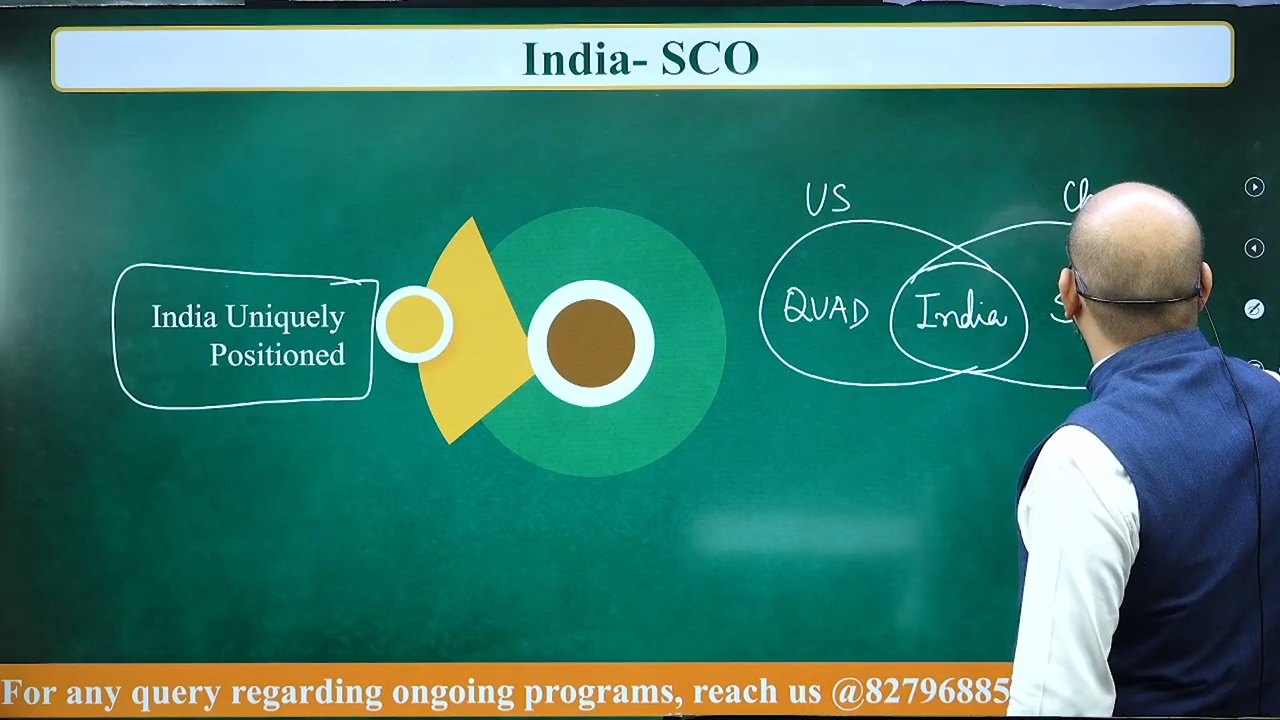 India- SCO
US
India Uniquely
Positioned
QUAD
India
For any query regarding ongoing programs, reach us @82796885